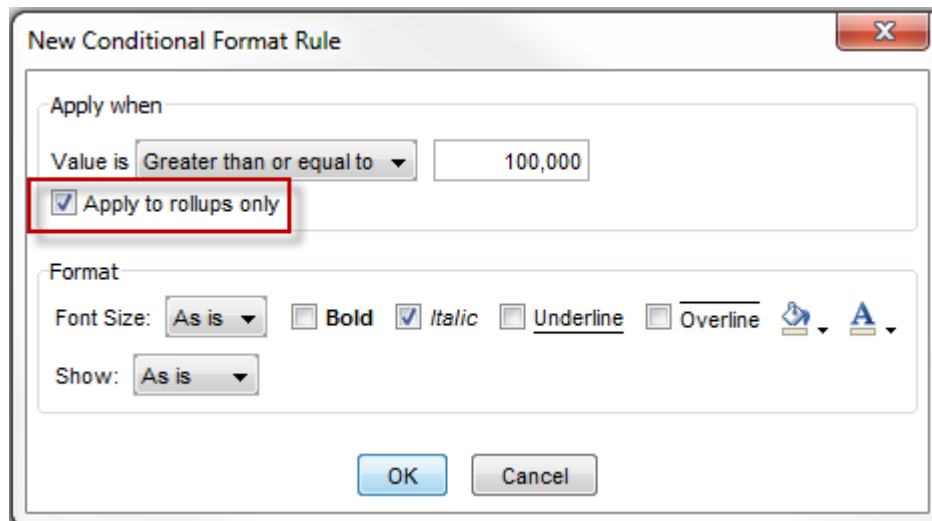 New Conditional Format Rule
Apply when
Value is Greater than or equal to 100,000
Apply to rollups only
Format
Font Size: As is Bold Italic Underline Overline A
Show: As is
OK Cancel